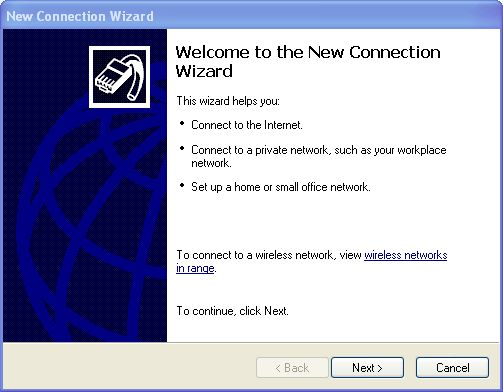 New Connection Wizard
Welcome to the New Connection
Wizard
This wizard helps you:
• Connect to the Internet.
• Connect to a private network, such as your workplace
network.
• Set up a home or small office network.
To connect to a wireless network, view wireless networks
in range.
To continue, click Next.
< Back
Next >
Cancel